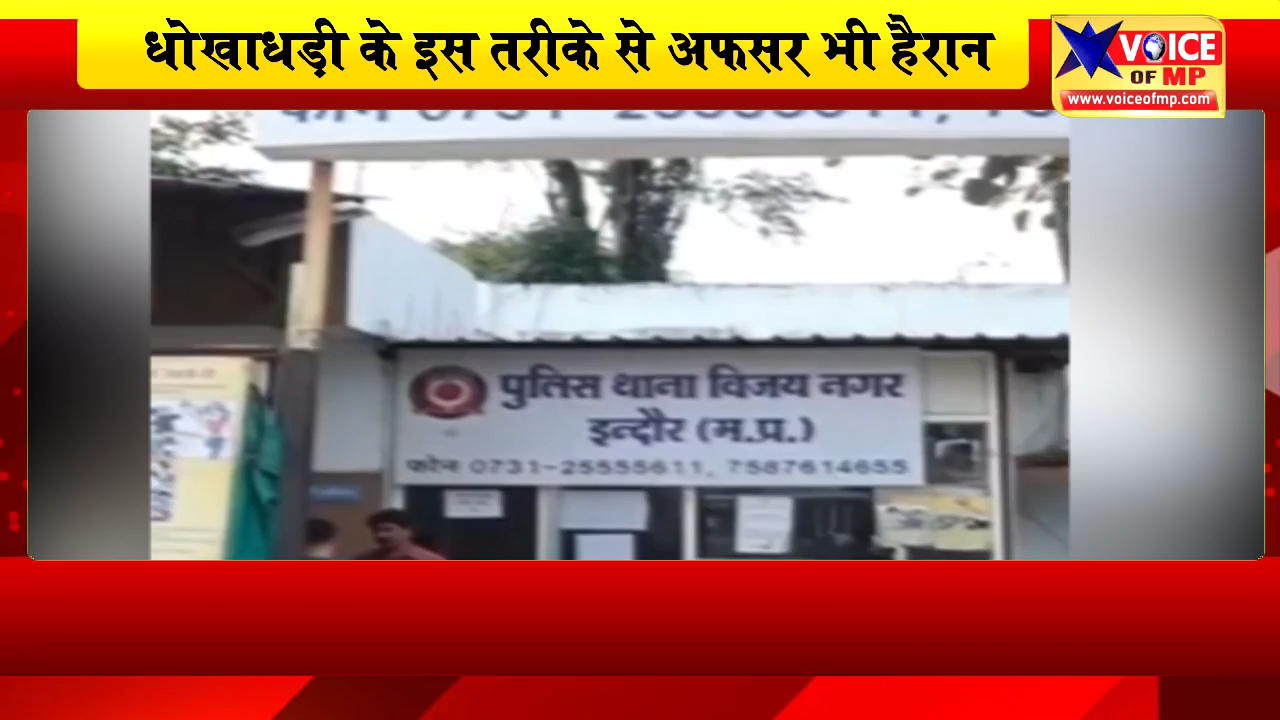 धोखाधड़ी के इस तरीके से अफसर भी हैरान
VOICE
OF MP
www.voiceofmp.com
पुलिस थाना विजय नगर
इन्दौर (म.प्र.)
फोन 0731-25555611, 7587614655